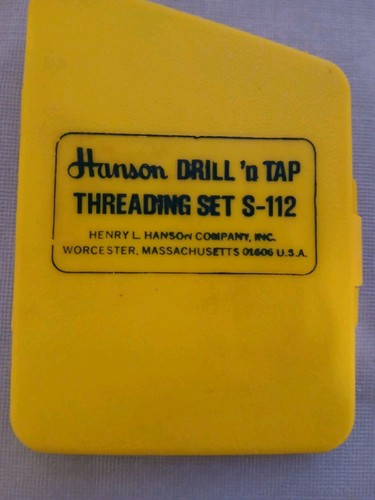 Hanson DRILL 'n TAP
THREADING SET S-112
HENRY L. HANSON COMPANY, INC.
WORCESTER, MASSACHUSETTS 01606 U.S.A.